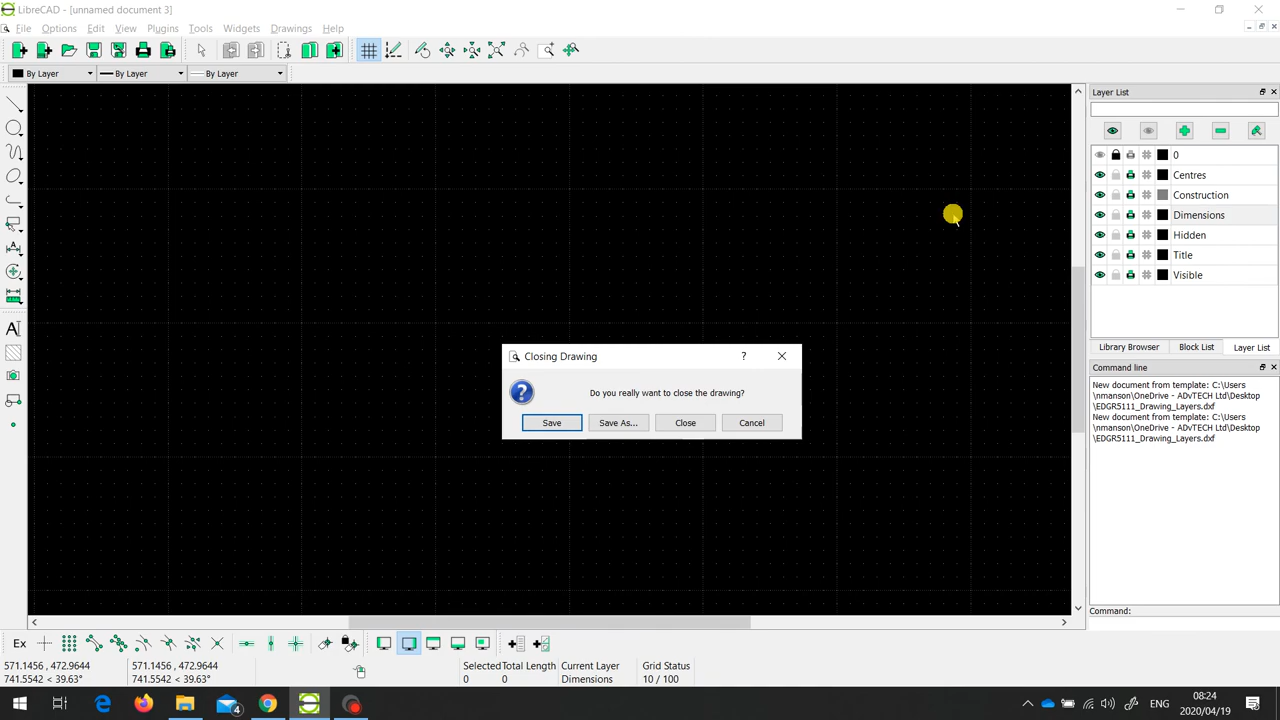 LibreCAD - [unnamed document 3]
File Options Edit View Plugins Tools Widgets Drawings Help
By Layer By Layer By Layer
Layer List
0
Centres
Construction
Dimensions
Hidden
Title
Visible
Library Browser Block List Layer List
Command line
New document from template: C:\Users
\nmanson\OneDrive - ADvTECH Ltd\Desktop
\EDGR5111_Drawing_Layers.dxf
New document from template: C:\Users
\nmanson\OneDrive - ADvTECH Ltd\Desktop
\EDGR5111_Drawing_Layers.dxf
Command:
Closing Drawing ?
Do you really want to close the drawing?
Save Save As... Close Cancel
Ex
571.1456 , 472.9644 571.1456 , 472.9644 Selected Total Length Current Layer Grid Status
741.5542 < 39.63° 741.5542 < 39.63° 0 0 Dimensions 10 / 100
4 ENG 08:24
2020/04/19